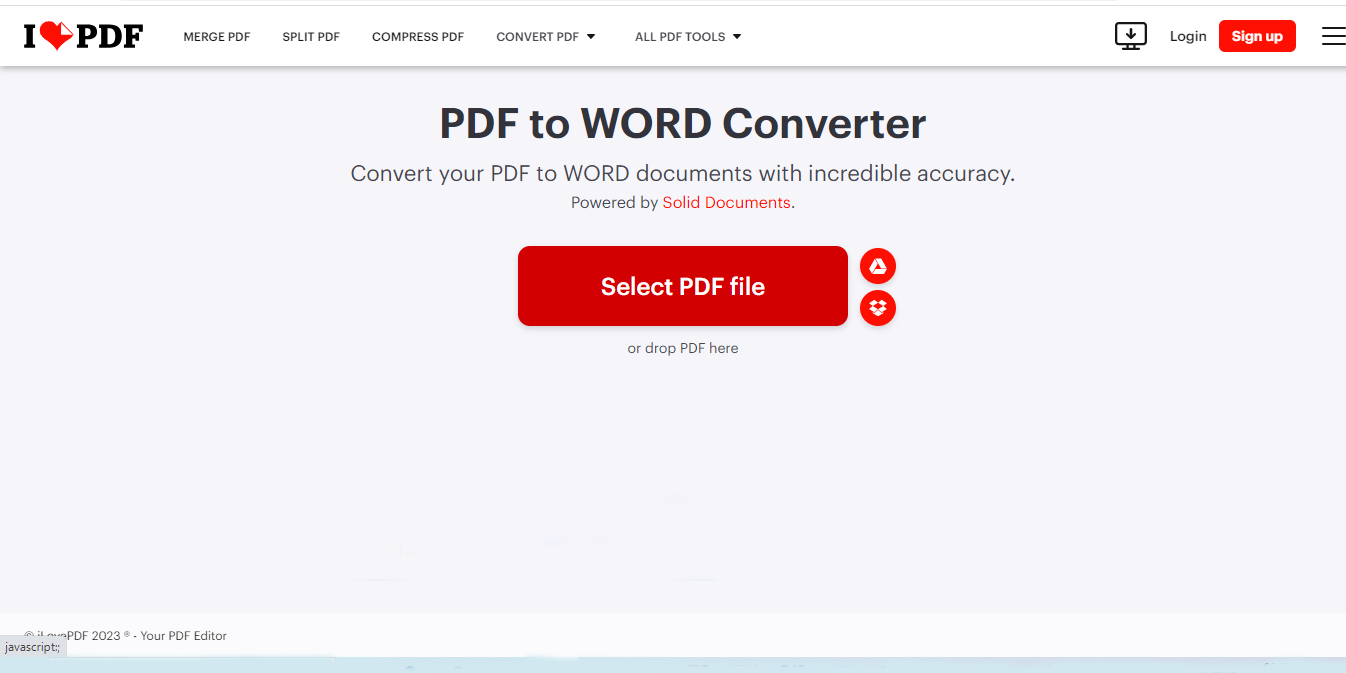 I PDF
MERGE PDF
SPLIT PDF
COMPRESS PDF
CONVERT PDF
ALL PDF TOOLS
Login
Sign up
PDF to WORD Converter
Convert your PDF to WORD documents with incredible accuracy.
Powered by Solid Documents.
Select PDF file
or drop PDF here
© iLovePDF 2023 ® - Your PDF Editor
javascript:;